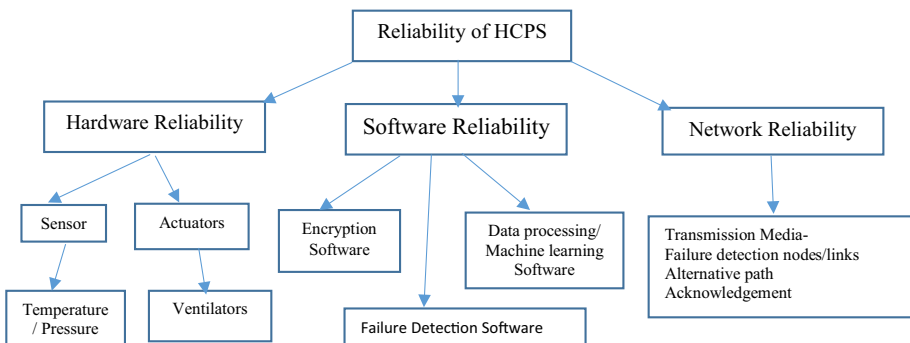 Reliability of HCPS
Hardware Reliability
Software Reliability
Network Reliability
Sensor
Actuators
Encryption
Software
Data processing/
Machine learning
Software
Transmission Media-
Failure detection nodes/links
Alternative path
Acknowledgement
Temperature
/ Pressure
Ventilators
Failure Detection Software